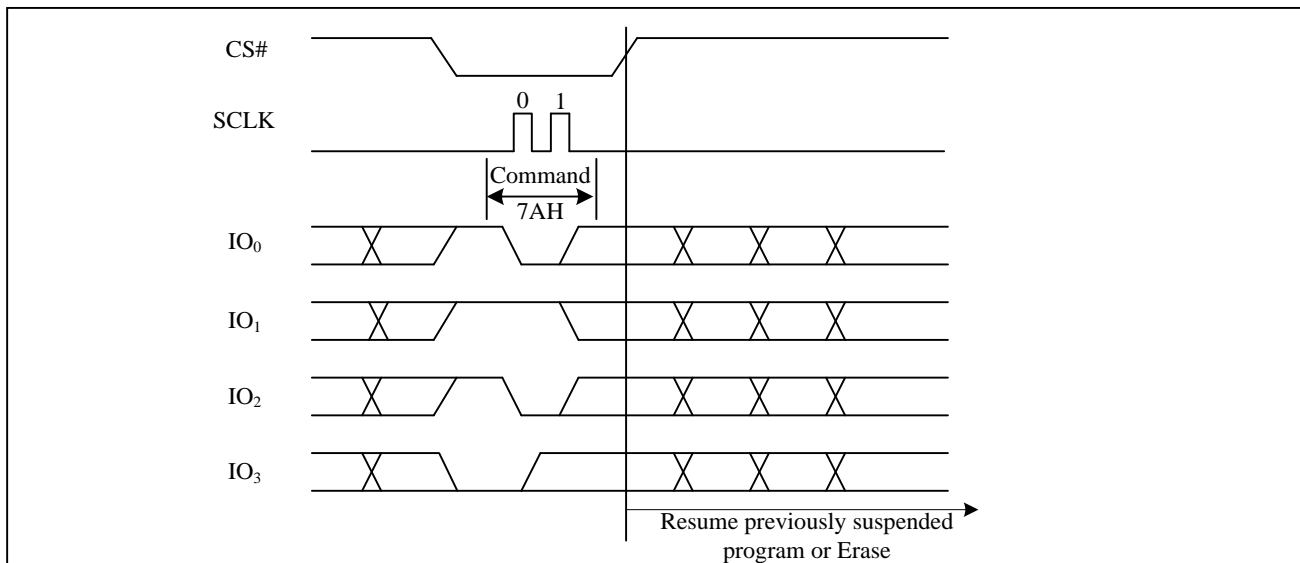 CS#
0 1
SCLK
Command
7AH
IO0
IO1
IO2
IO3
Resume previously suspended
program or Erase